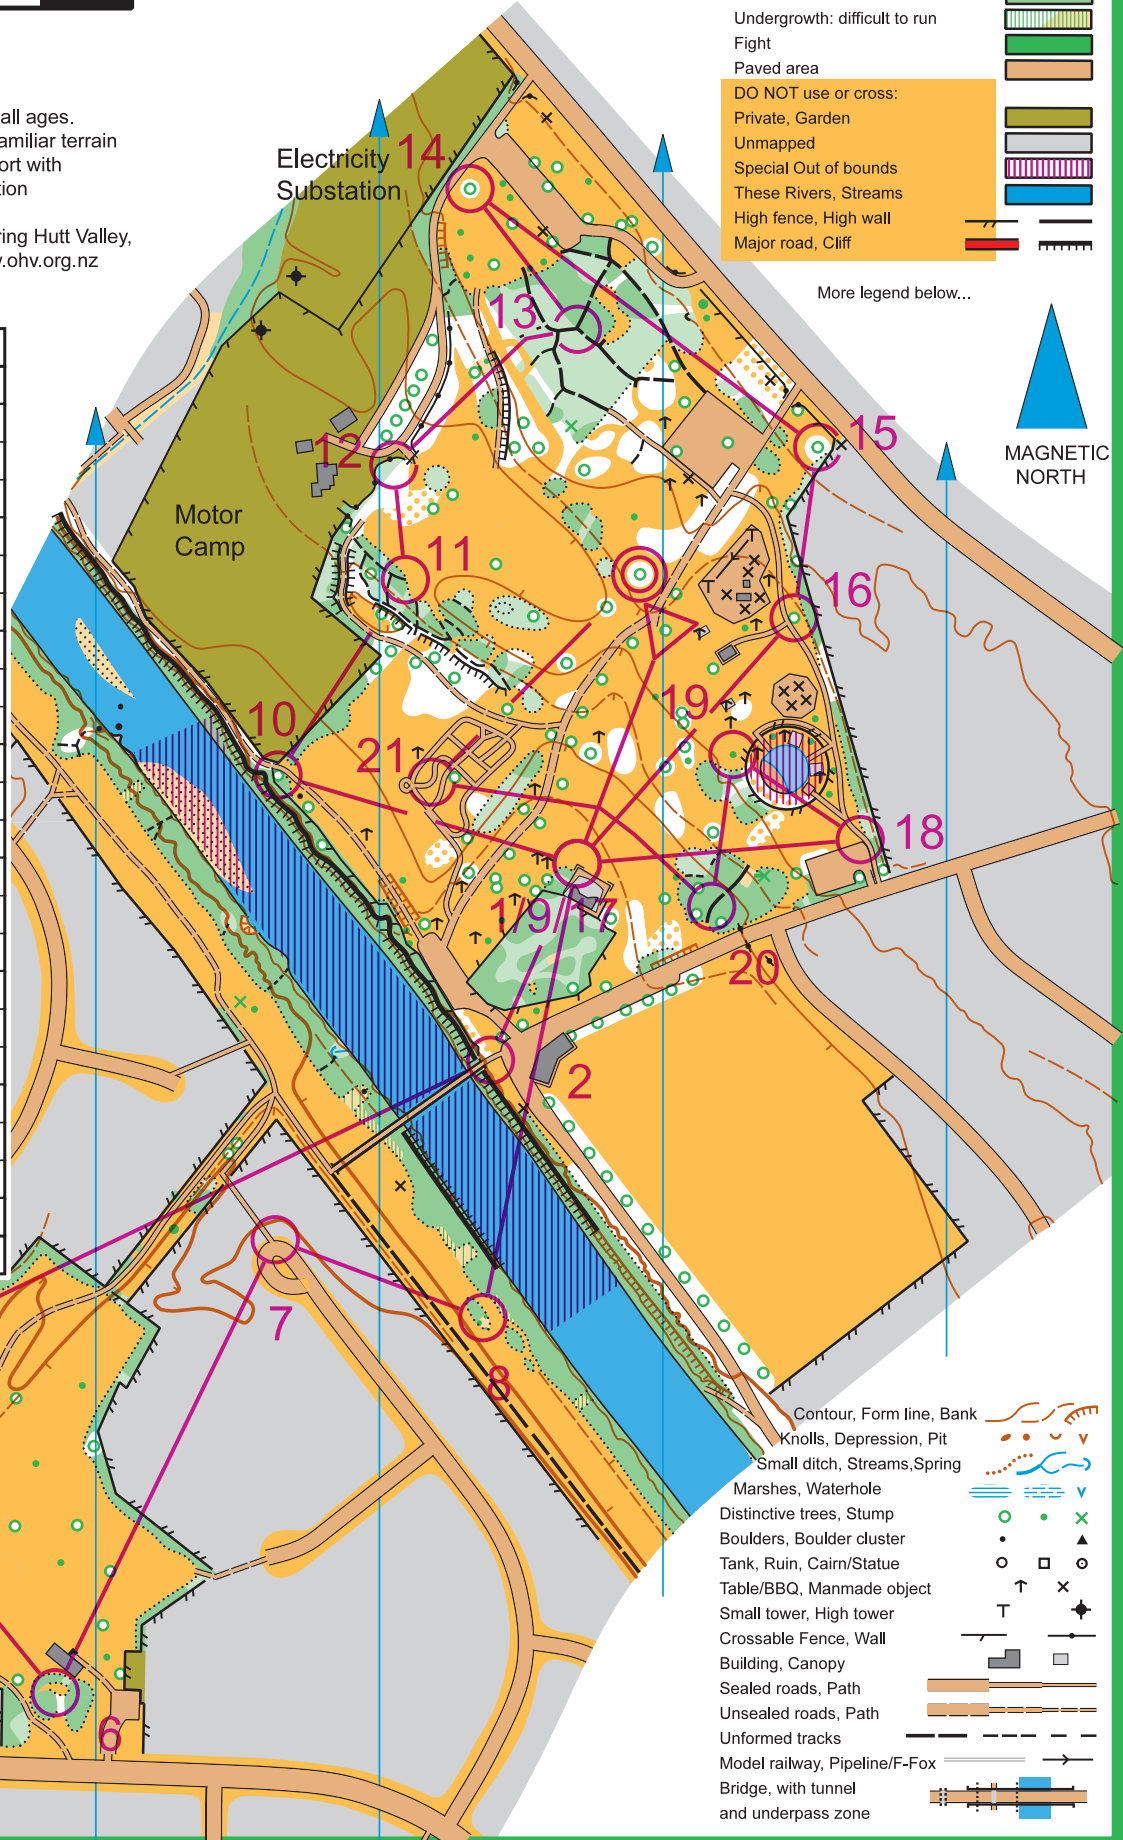 all ages.
amiliar terrain
ort with
tion
ring Hutt Valley,
.ohv.org.nz
Undergrowth: difficult to run
Fight
Paved area
DO NOT use or cross:
Private, Garden
Unmapped
Special Out of bounds
These Rivers, Streams
High fence, High wall
Major road, Cliff
More legend below...
MAGNETIC
NORTH
Electricity
Substation
14
13
15
12
Motor
Camp
11
16
10
19
21
18
1/9/17
20
2
7
8
6
Contour, Form line, Bank
Knolls, Depression, Pit
Small ditch, Streams,Spring
Marshes, Waterhole
Distinctive trees, Stump
Boulders, Boulder cluster
Tank, Ruin, Cairn/Statue
Table/BBQ, Manmade object
Small tower, High tower
Crossable Fence, Wall
Building, Canopy
Sealed roads, Path
Unsealed roads, Path
Unformed tracks
Model railway, Pipeline/F-Fox
Bridge, with tunnel
and underpass zone